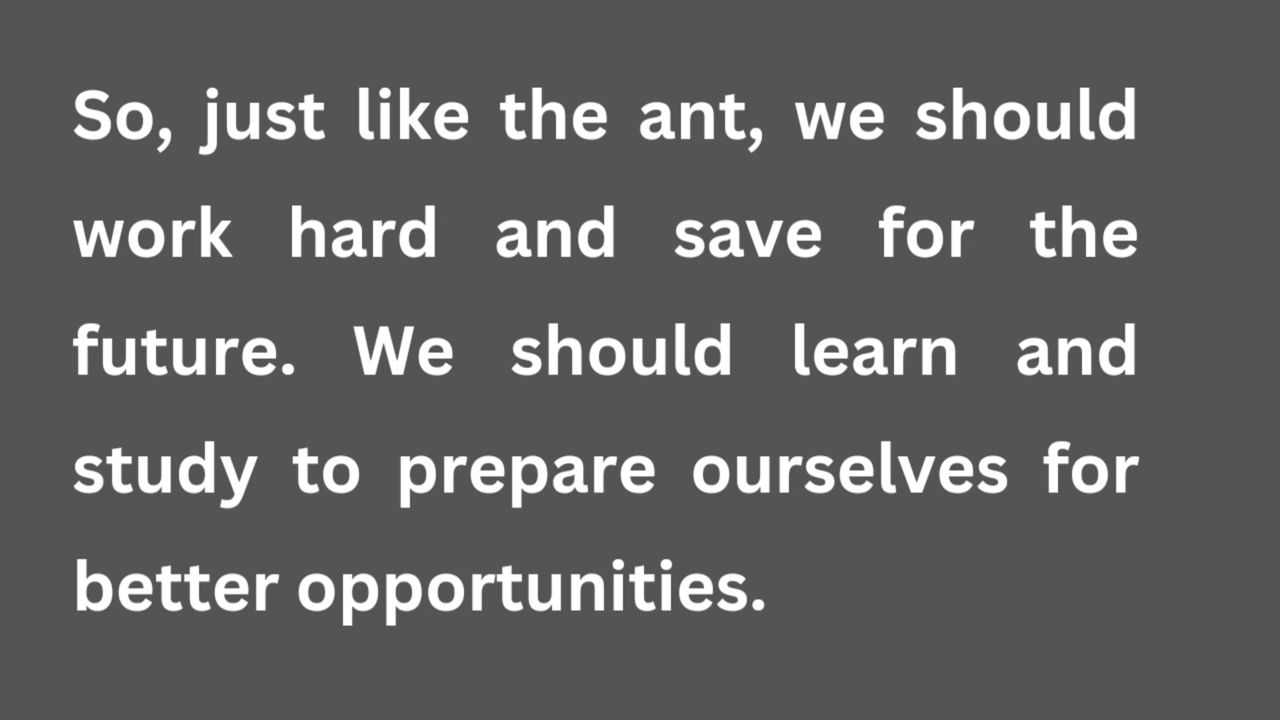 So, just like the ant, we should
work hard and save for the
future. We should learn and
study to prepare ourselves for
better opportunities.